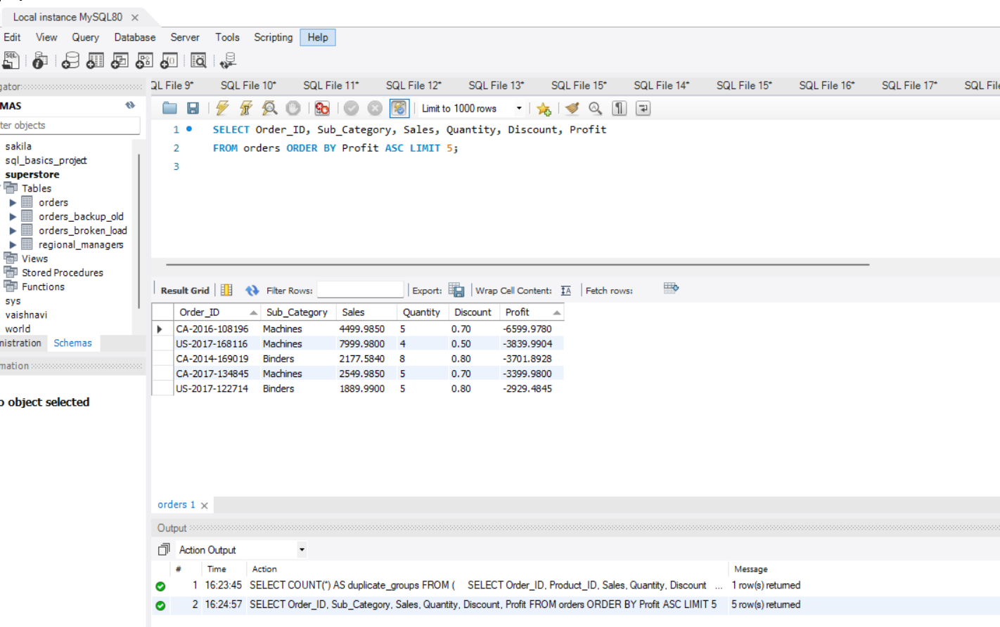 Local instance MySQL80
Edit View Query Database Server Tools Scripting Help
gator
QL File 9* SQL File 10* SQL File 11* SQL File 12* SQL File 13* SQL File 15* SQL File 14* SQL File 15* SQL File 16* SQL File 17* SQL File
MAS
Limit to 1000 rows
ter objects
1 SELECT Order_ID, Sub_Category, Sales, Quantity, Discount, Profit
2 FROM orders ORDER BY Profit ASC LIMIT 5;
3
sakila
sql_basics_project
superstore
Tables
orders
orders_backup_old
orders_broken_load
regional_managers
Views
Stored Procedures
Functions
sys
vaishnavi
world
nistration Schemas
mation
o object selected
Result Grid Filter Rows: Export: Wrap Cell Content: Fetch rows:
Order_ID Sub_Category Sales Quantity Discount Profit
CA-2016-108196 Machines 4499.9850 5 0.70 -6599.9780
US-2017-168116 Machines 7999.9800 4 0.50 -3839.9904
CA-2014-169019 Binders 2177.5840 8 0.80 -3701.8928
CA-2017-134845 Machines 2549.9850 5 0.70 -3399.9800
US-2017-122714 Binders 1889.9900 5 0.80 -2929.4845
orders 1
Output
Action Output
# Time Action Message
1 16:23:45 SELECT COUNT(*) AS duplicate_groups FROM ( SELECT Order_ID, Product_ID, Sales, Quantity, Discount ... 1 row(s) returned
2 16:24:57 SELECT Order_ID, Sub_Category, Sales, Quantity, Discount, Profit FROM orders ORDER BY Profit ASC LIMIT 5 5 row(s) returned